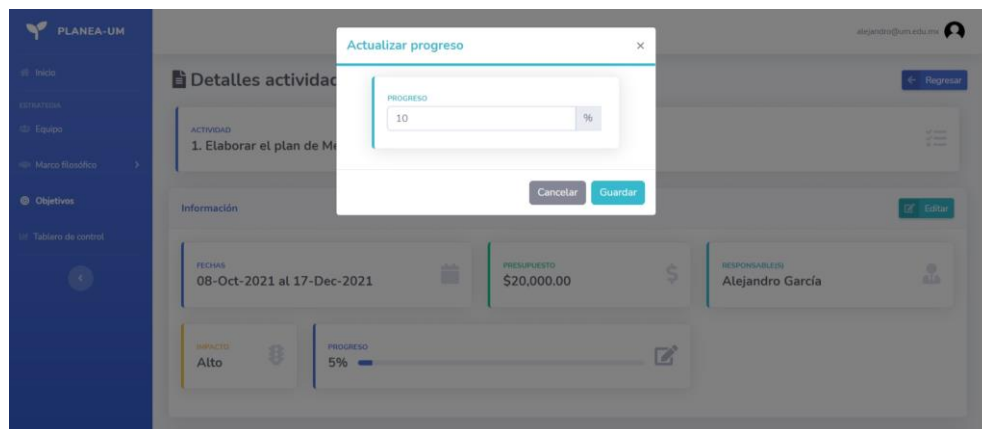 PLANEA-UM
alejandro@um.edu.mx
Actualizar progreso
×
Inicio
Detalles actividad
Regresar
PROGRESO
10
%
ESTRATEGIA
Equipo
ACTIVIDAD
1. Elaborar el plan de Me
Marco filosófico
Cancelar
Guardar
Objetivos
Información
Editar
Tablero de control
FECHAS
08-Oct-2021 al 17-Dec-2021
PRESUPUESTO
$20,000.00
RESPONSABLE(S)
Alejandro García
IMPACTO
Alto
PROGRESO
5%